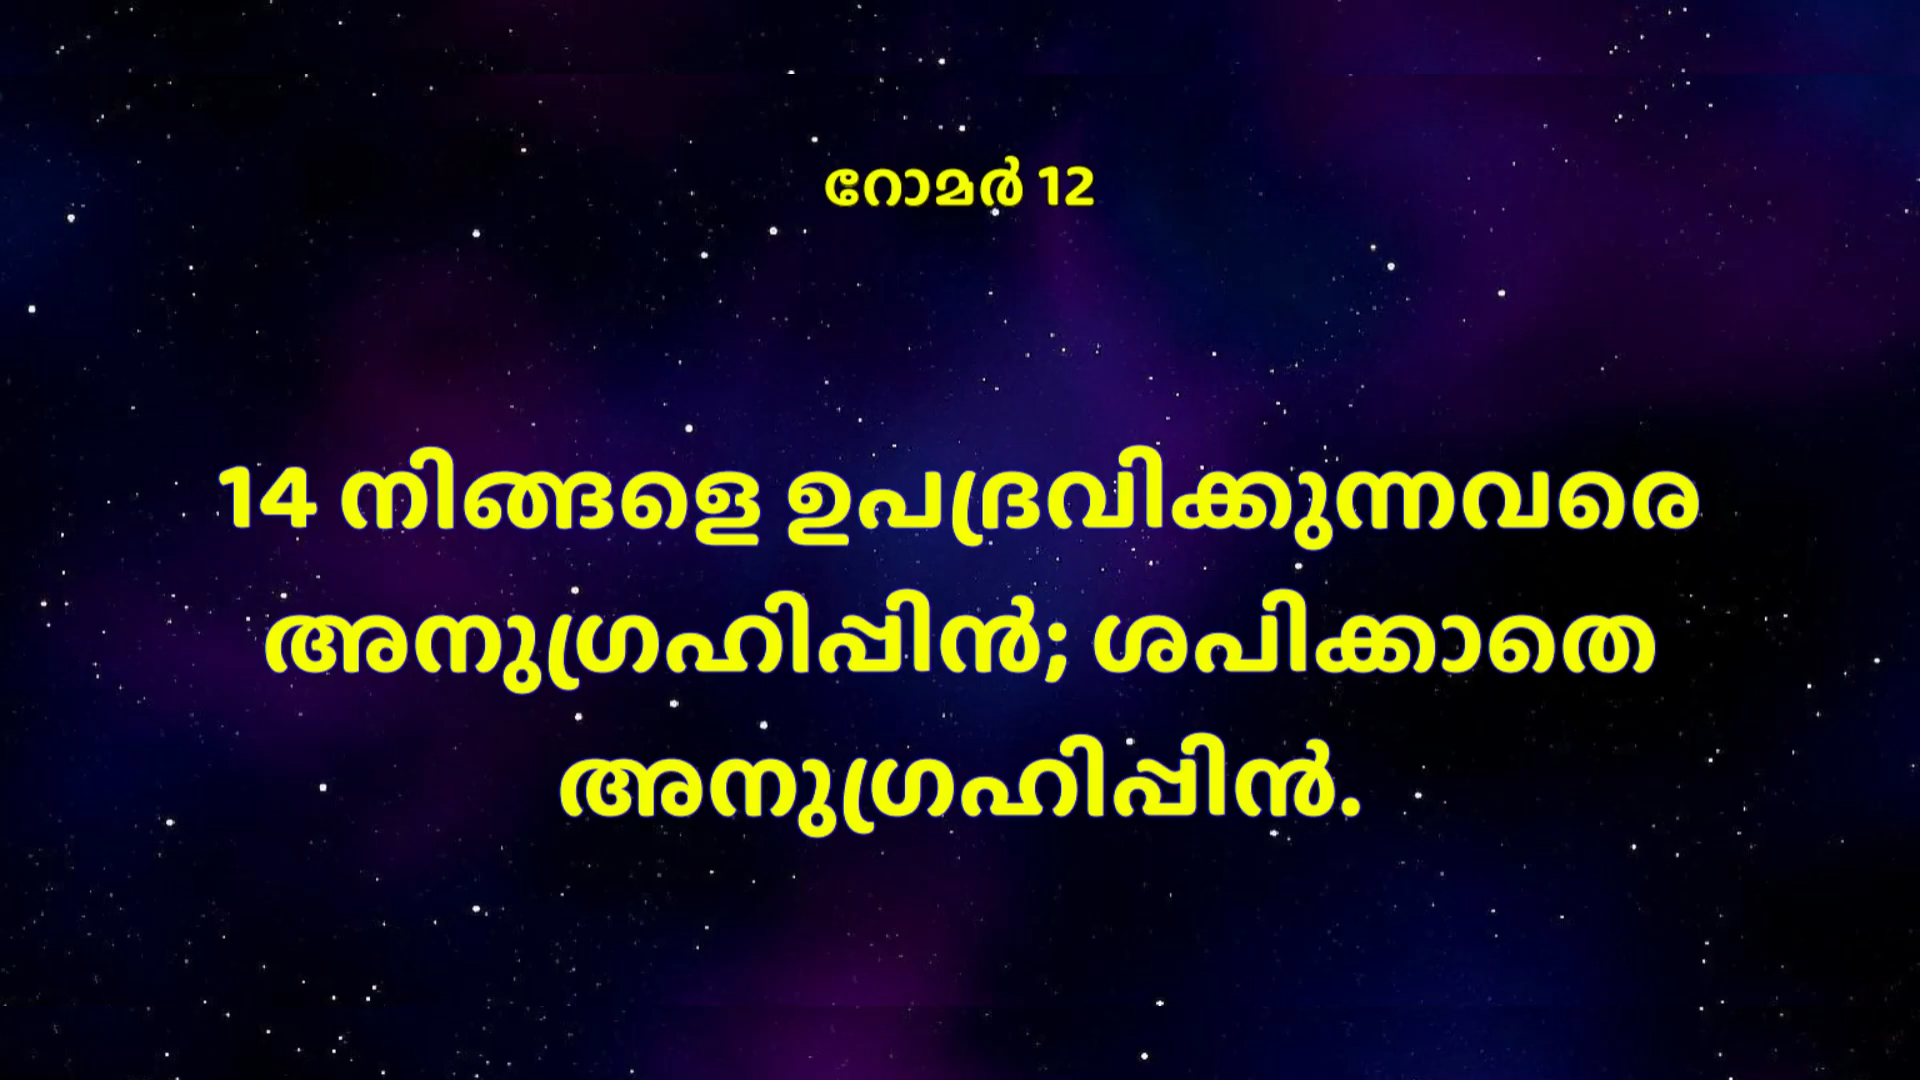 റോമർ 12
14 നിങ്ങളെ ഉപദ്രവിക്കുന്നവരെ
അനുഗ്രഹിപ്പിൻ; ശപിക്കാതെ
അനുഗ്രഹിപ്പിൻ.